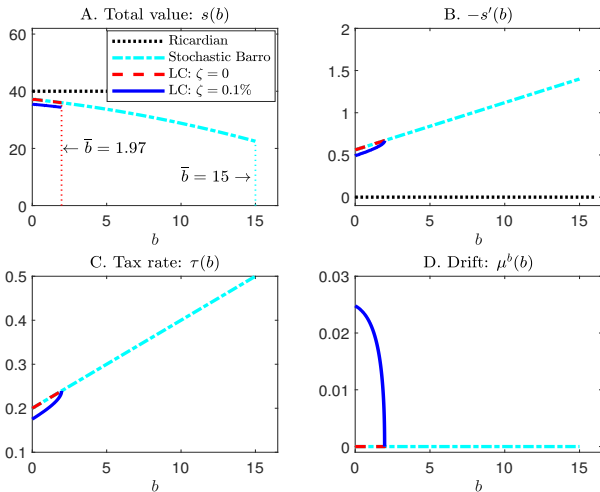 A. Total value: s(b)
60
40
20
0
Ricardian
Stochastic Barro
LC: ζ = 0
LC: ζ = 0.1%
← b̅ = 1.97
b̅ = 15 →
0 5 10 15
b
B. −s′(b)
2
1.5
1
0.5
0
0 5 10 15
b
C. Tax rate: τ(b)
0.5
0.4
0.3
0.2
0.1
0 5 10 15
b
D. Drift: μᵇ(b)
0.03
0.02
0.01
0
0 5 10 15
b